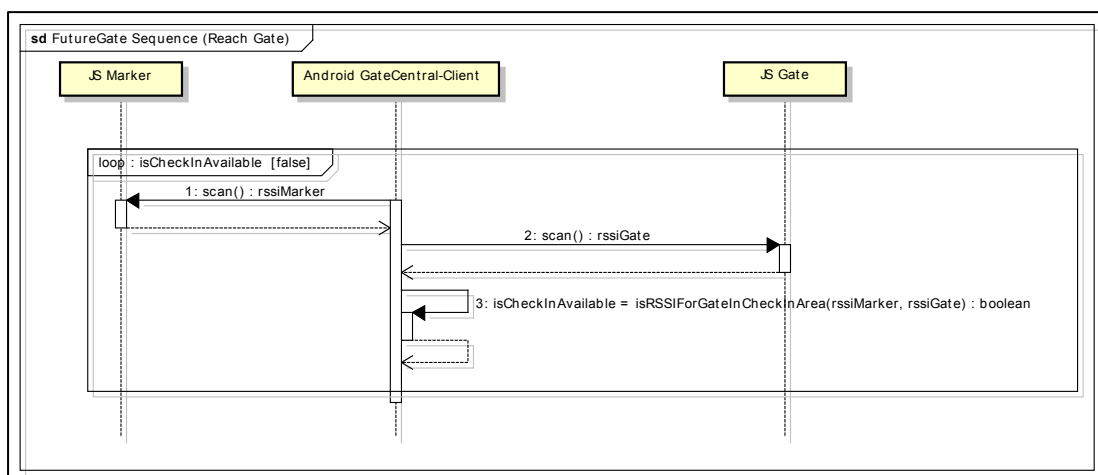 sd FutureGate Sequence (Reach Gate)
JS Marker
Android GateCentral-Client
JS Gate
loop : isCheckInAvailable [false]
1: scan() : rssiMarker
2: scan() : rssiGate
3: isCheckInAvailable = isRSSIForGateInCheckInArea(rssiMarker, rssiGate) : boolean